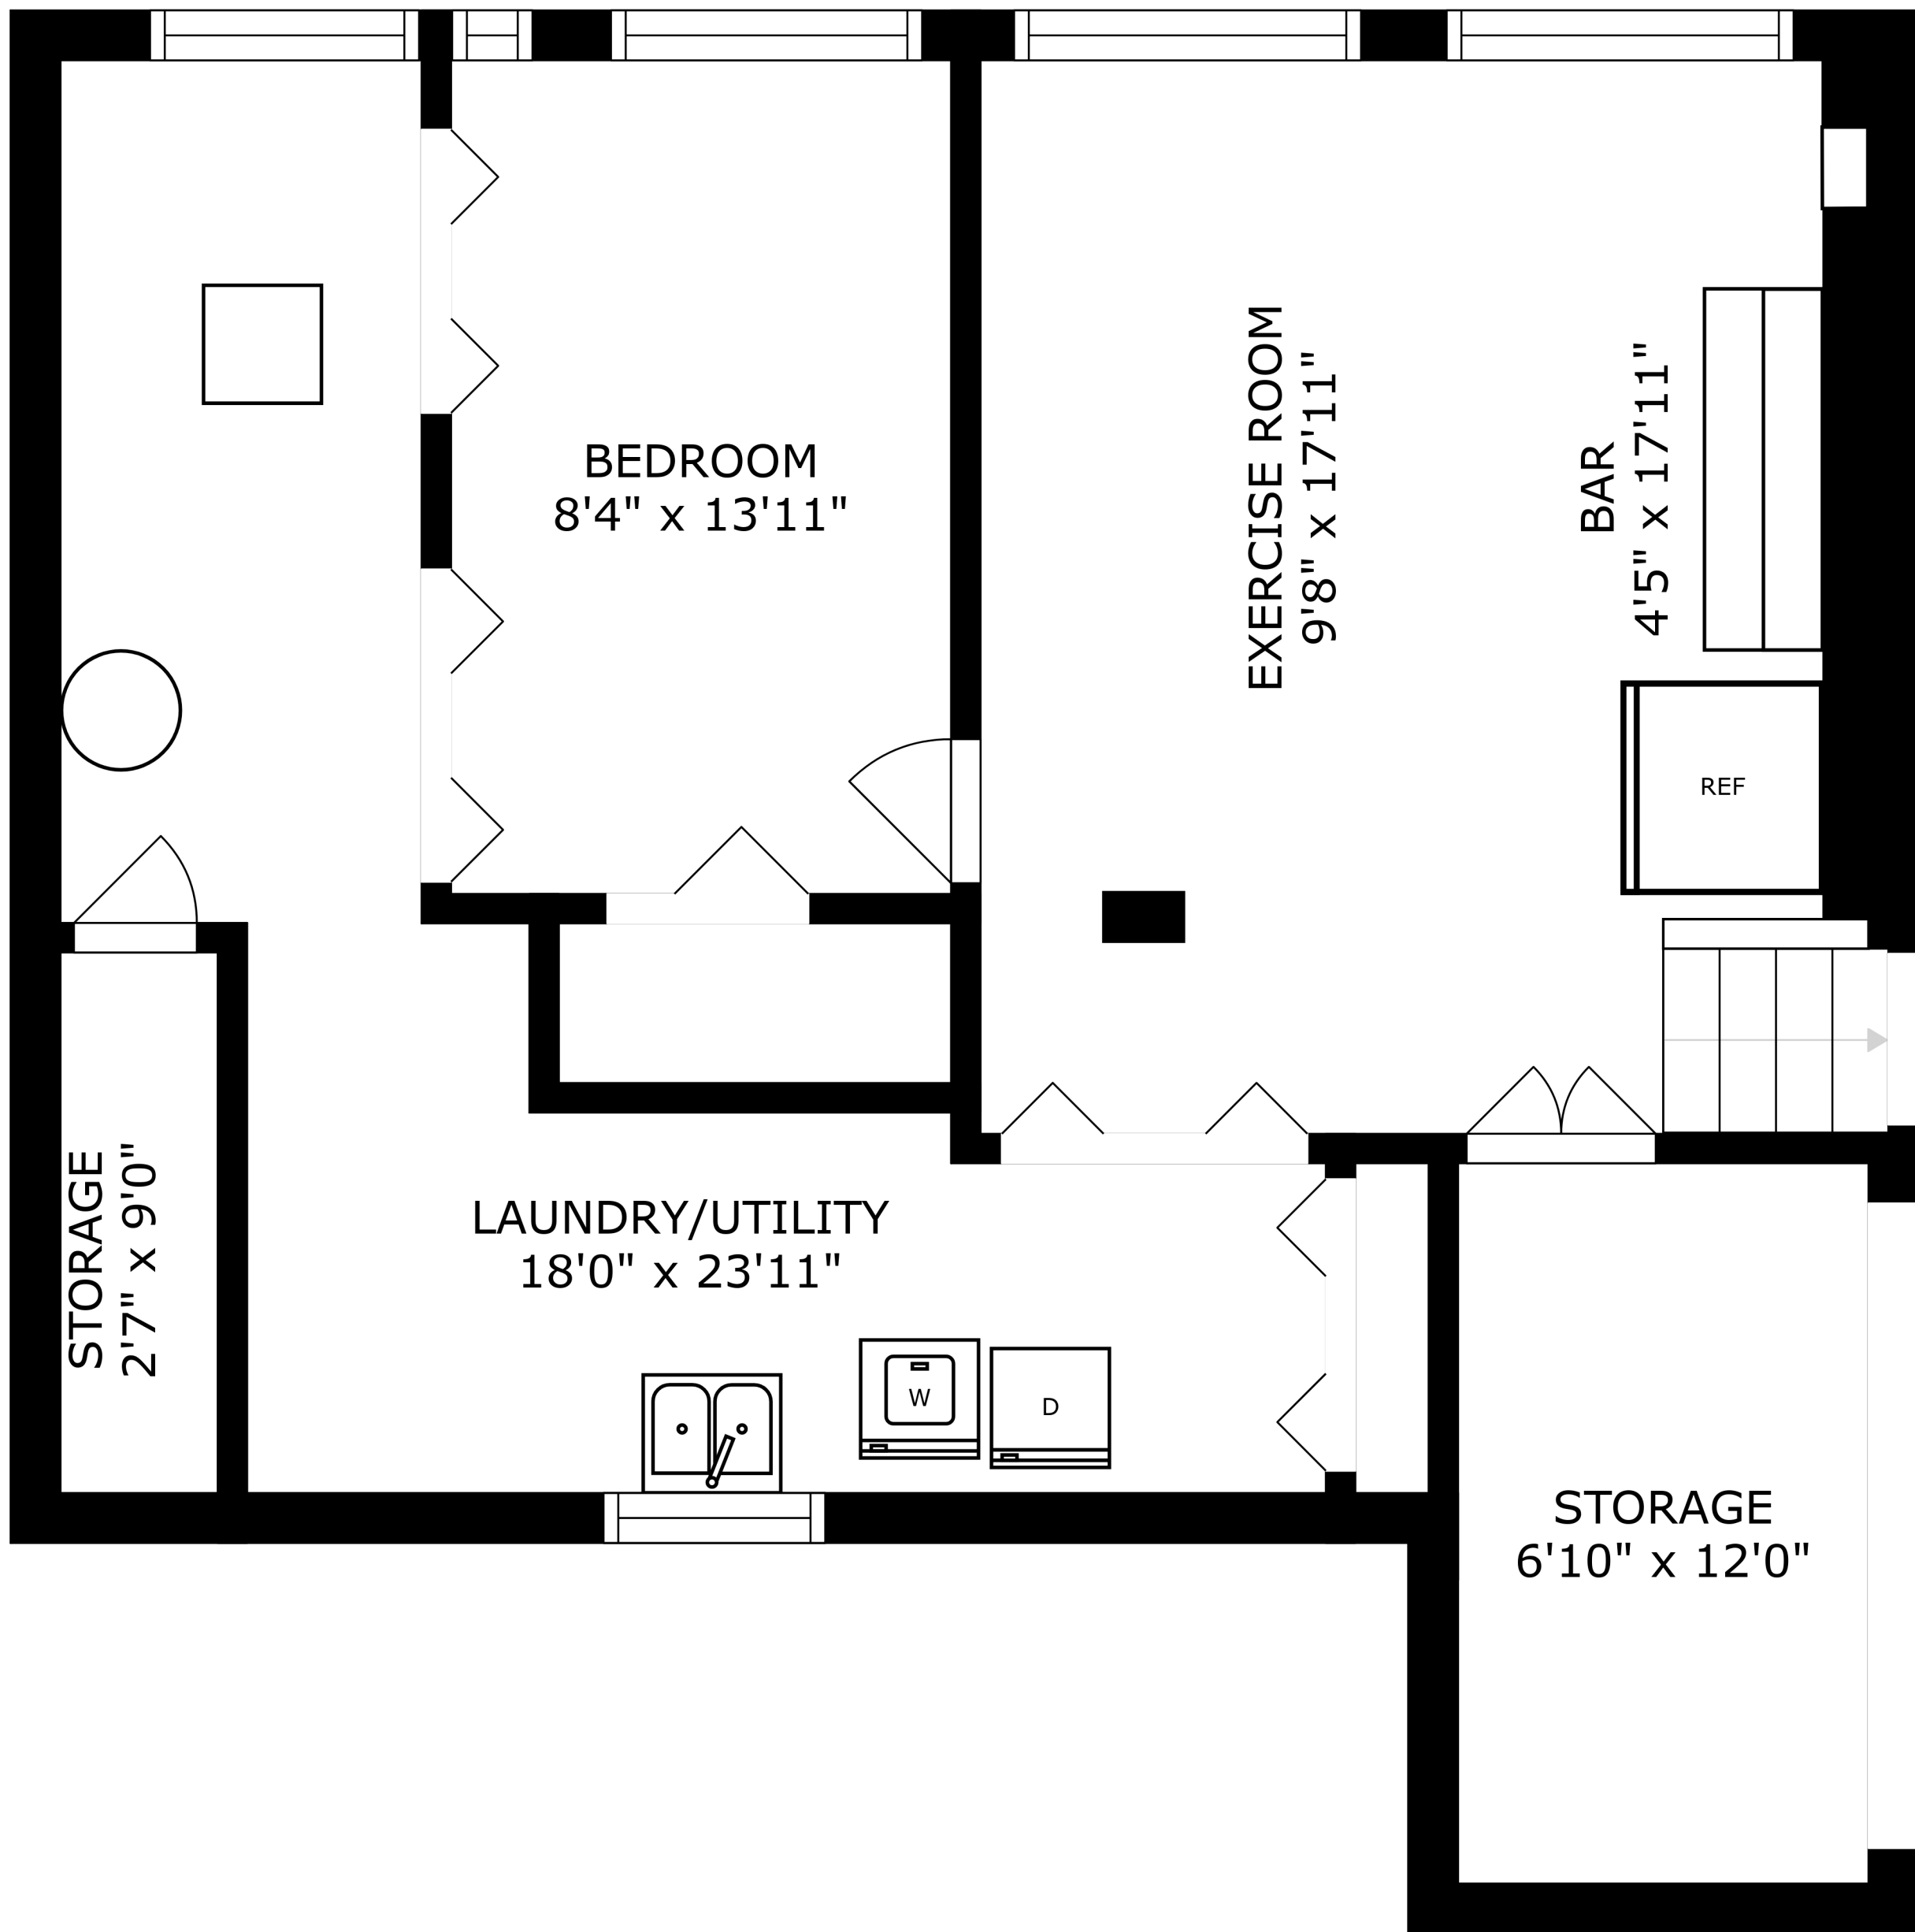 BEDROOM
8'4" x 13'11"
EXERCISE ROOM
9'8" x 17'11"
BAR
4'5" x 17'11"
REF
STORAGE
2'7" x 9'0"
LAUNDRY/UTILITY
18'0" x 23'11"
W
D
STORAGE
6'10" x 12'0"